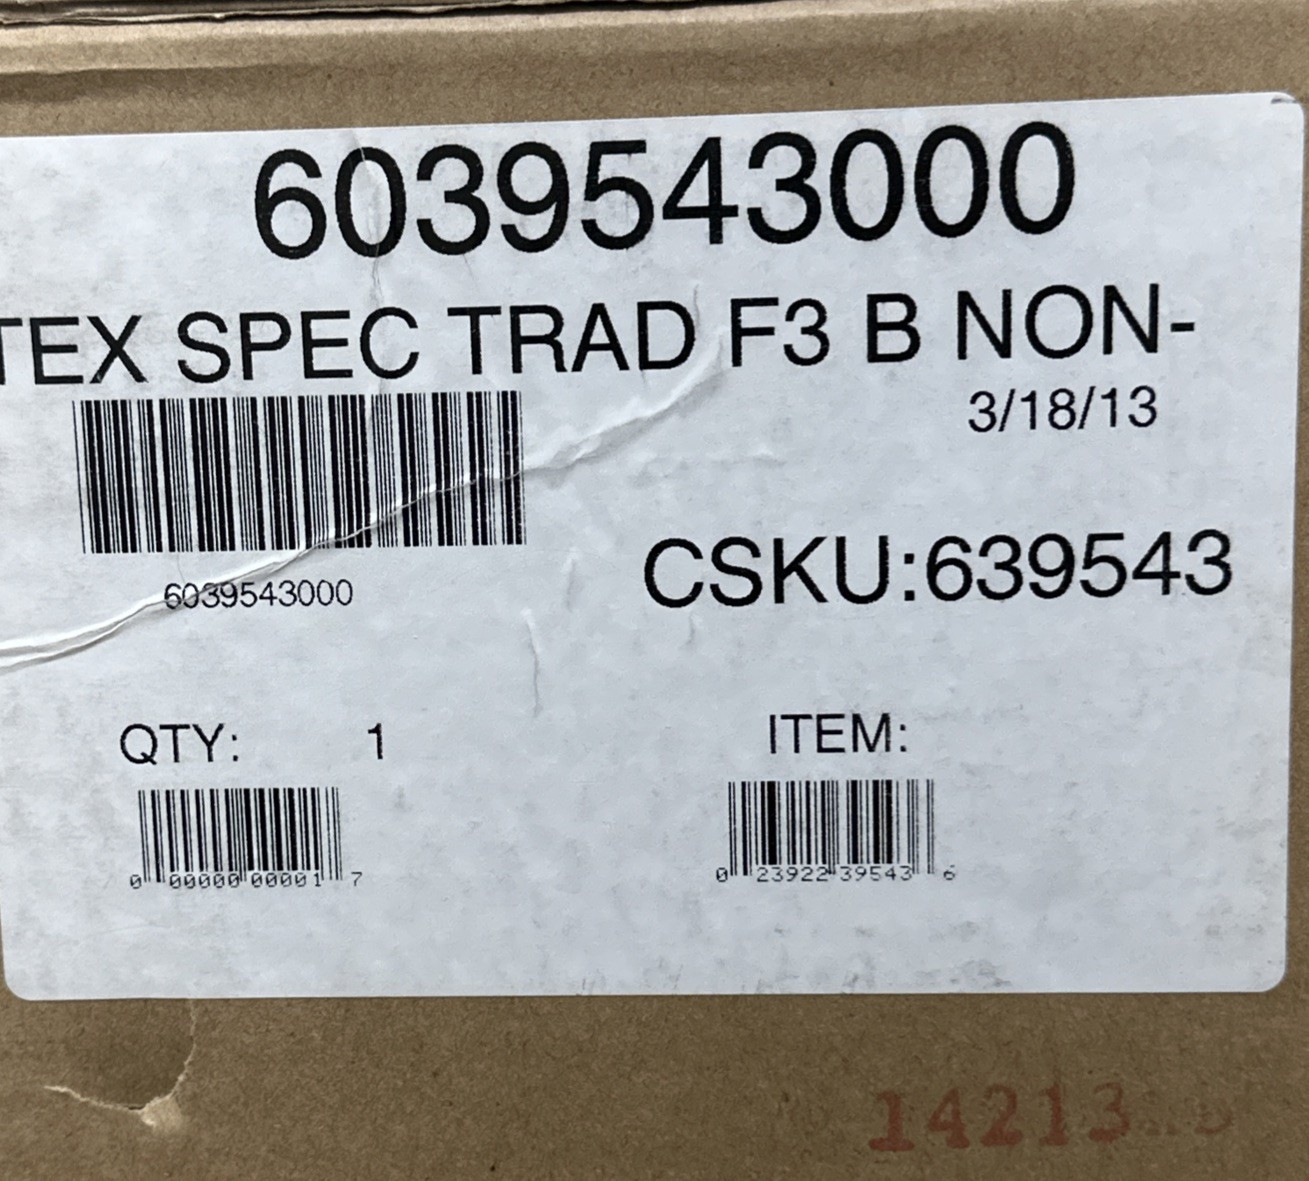 6039543000
TEX SPEC TRAD F3 B NON-
3/18/13
6039543000
CSKU:639543
QTY: 1
ITEM:
0 00000 00001 7
0 23922 39543 6
14213